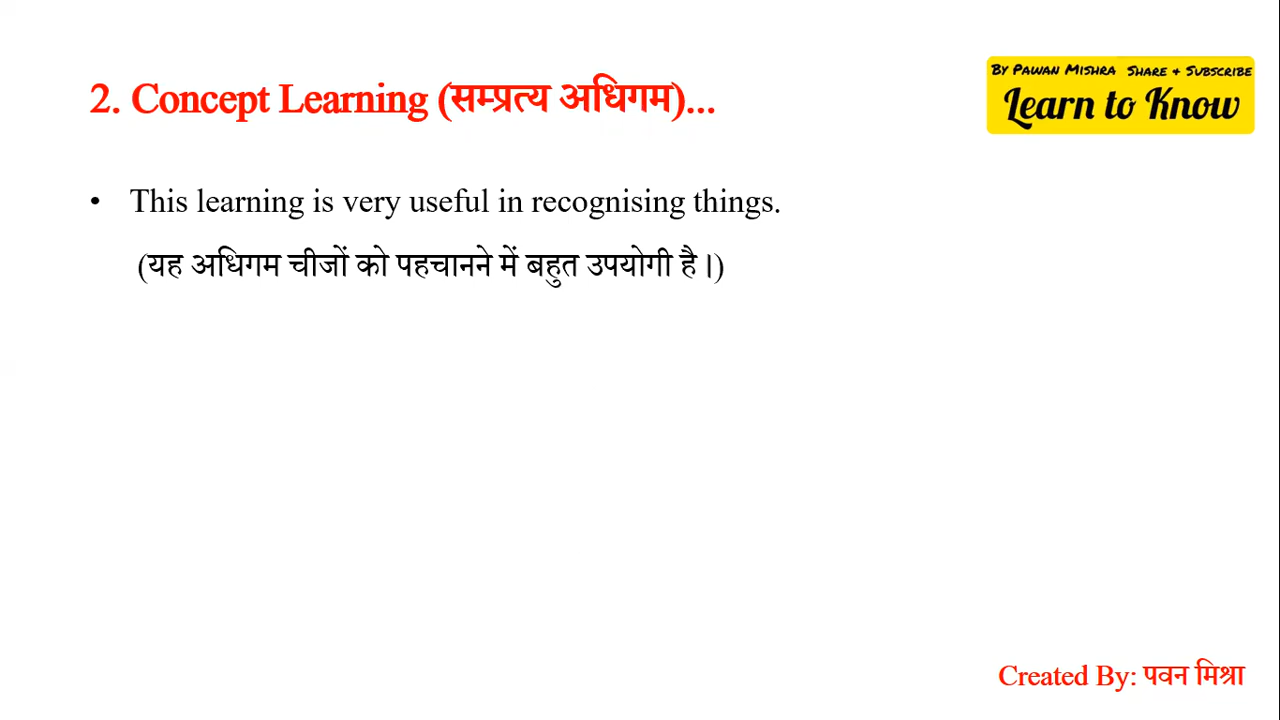 By Pawan Mishra Share + Subscribe
Learn to Know
2. Concept Learning (सम्प्रत्य अधिगम)...
• This learning is very useful in recognising things.
(यह अधिगम चीजों को पहचानने में बहुत उपयोगी है।)
Created By: पवन मिश्रा